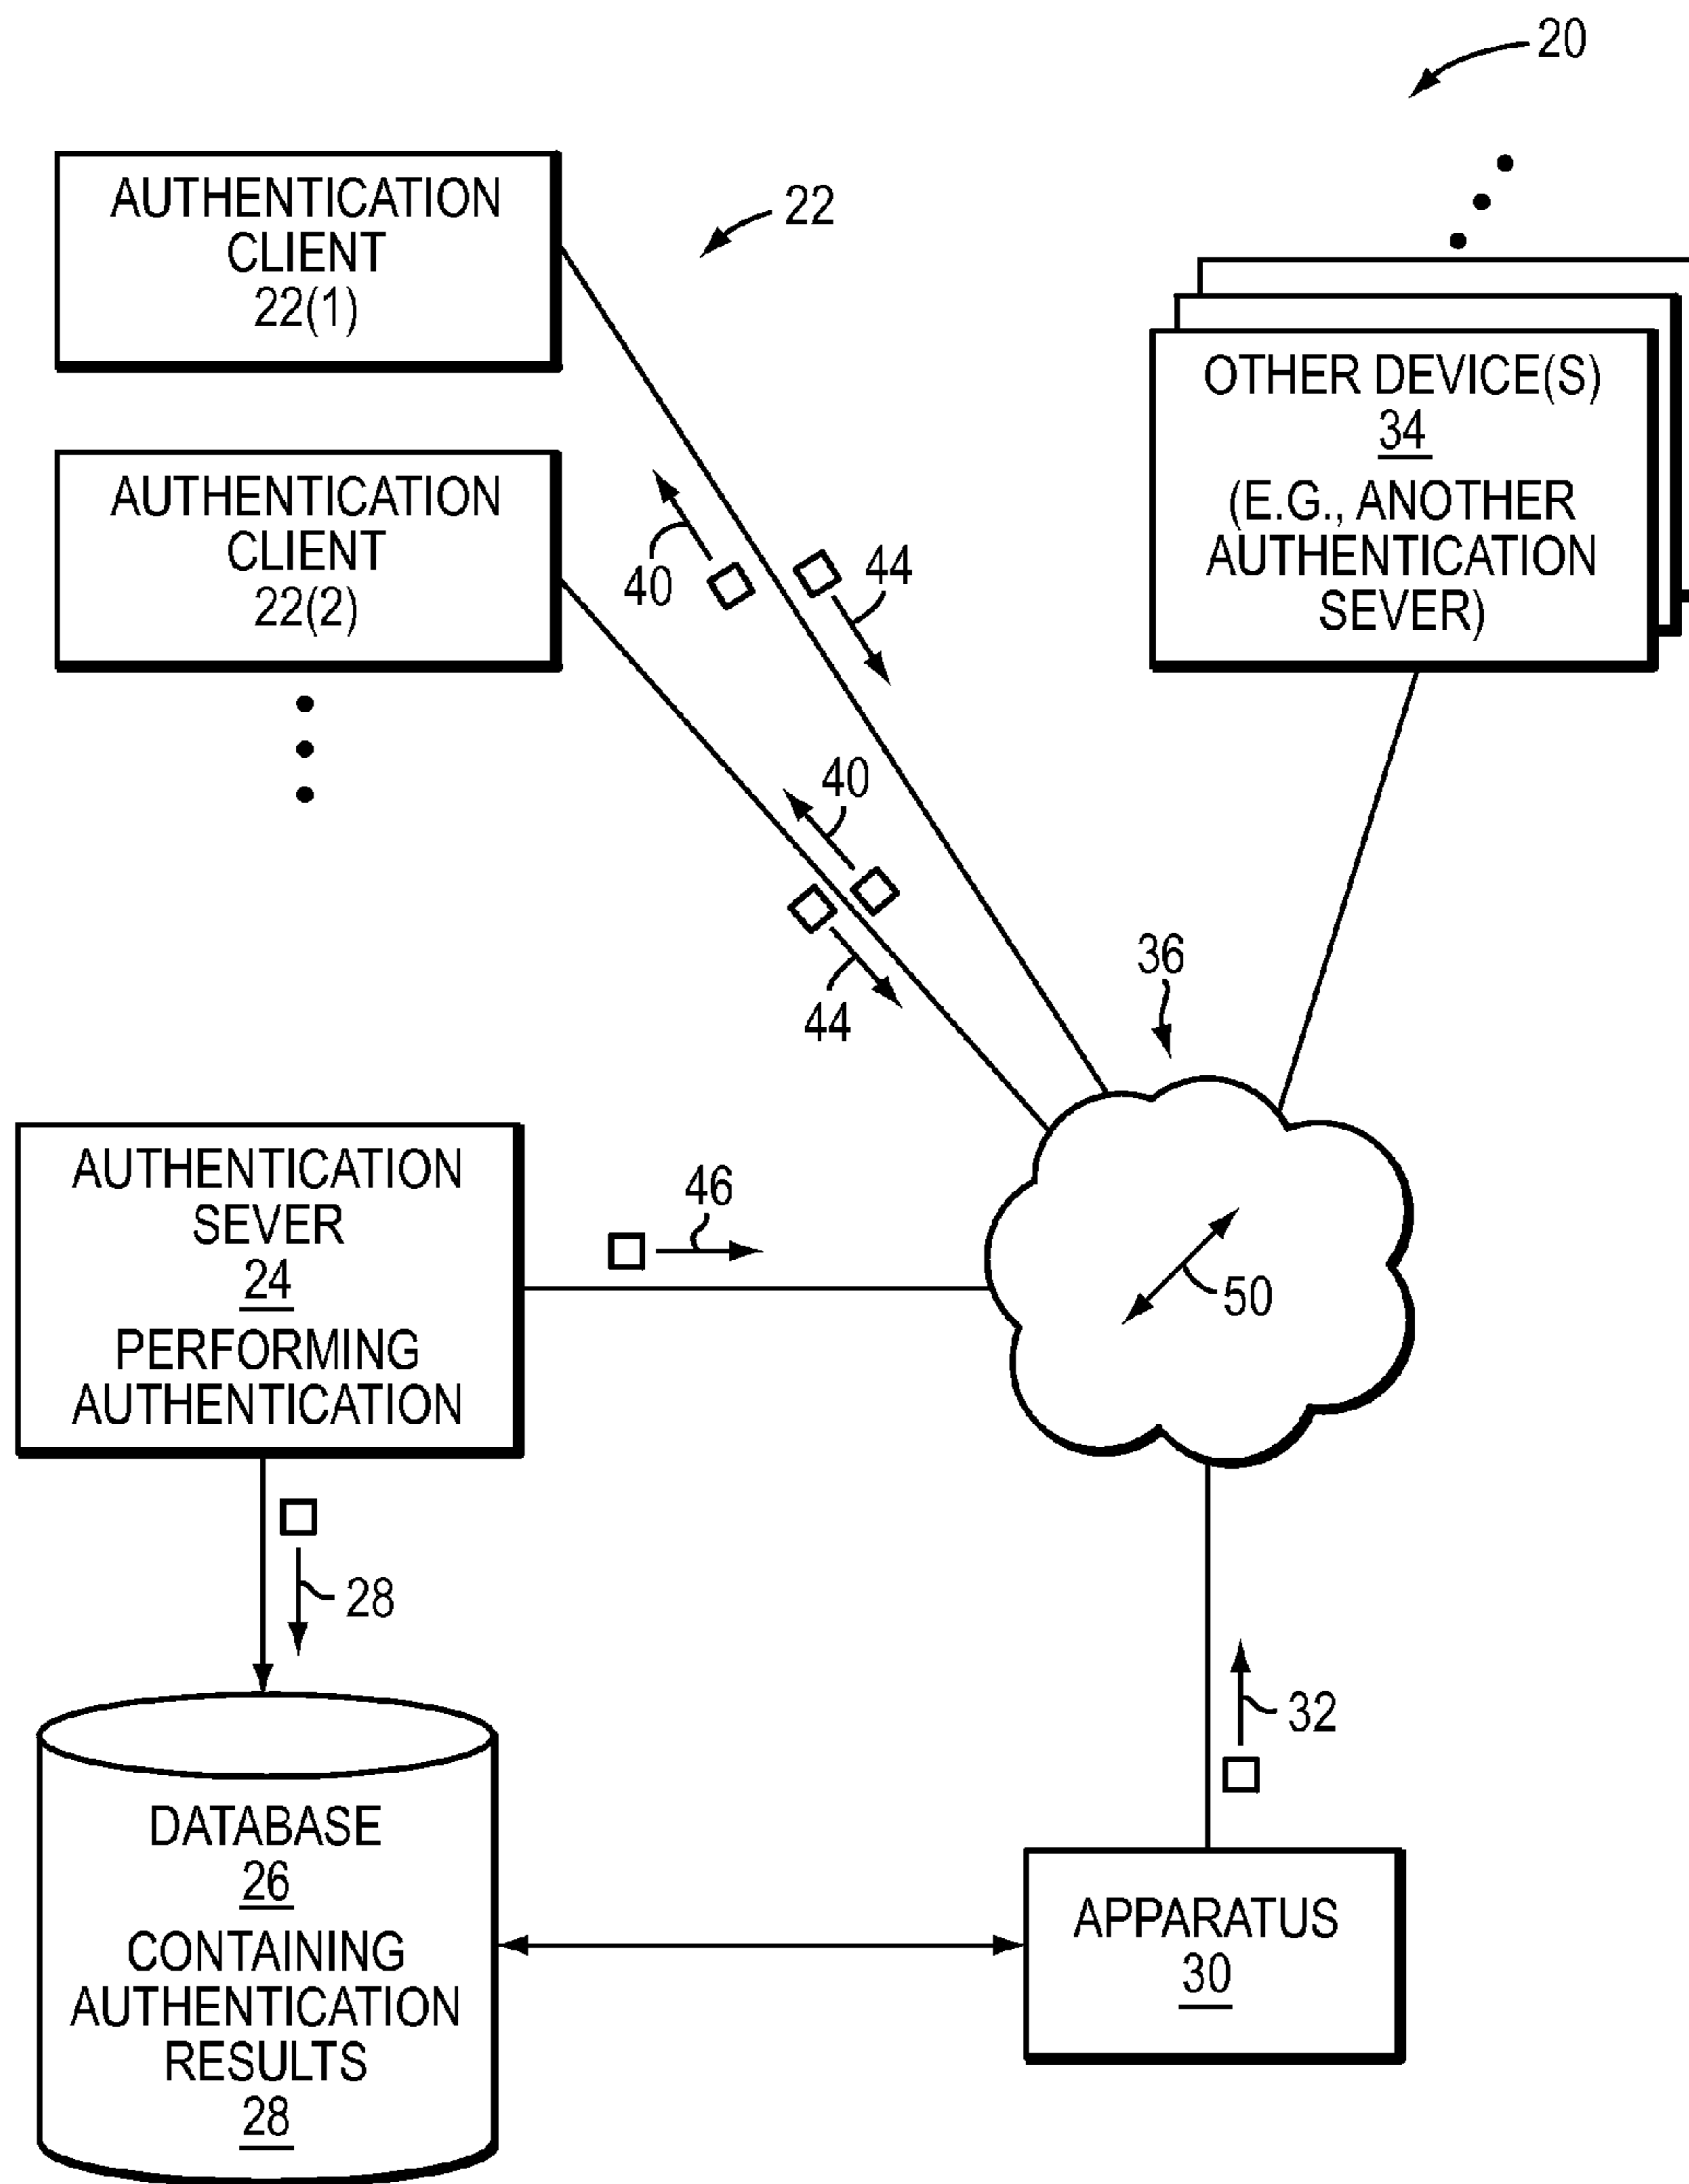 20
AUTHENTICATION
CLIENT
22(1)
22
AUTHENTICATION
CLIENT
22(2)
OTHER DEVICE(S)
34
(E.G., ANOTHER
AUTHENTICATION
SEVER)
40
44
40
44
36
AUTHENTICATION
SEVER
24
PERFORMING
AUTHENTICATION
46
50
28
32
DATABASE
26
CONTAINING
AUTHENTICATION
RESULTS
28
APPARATUS
30